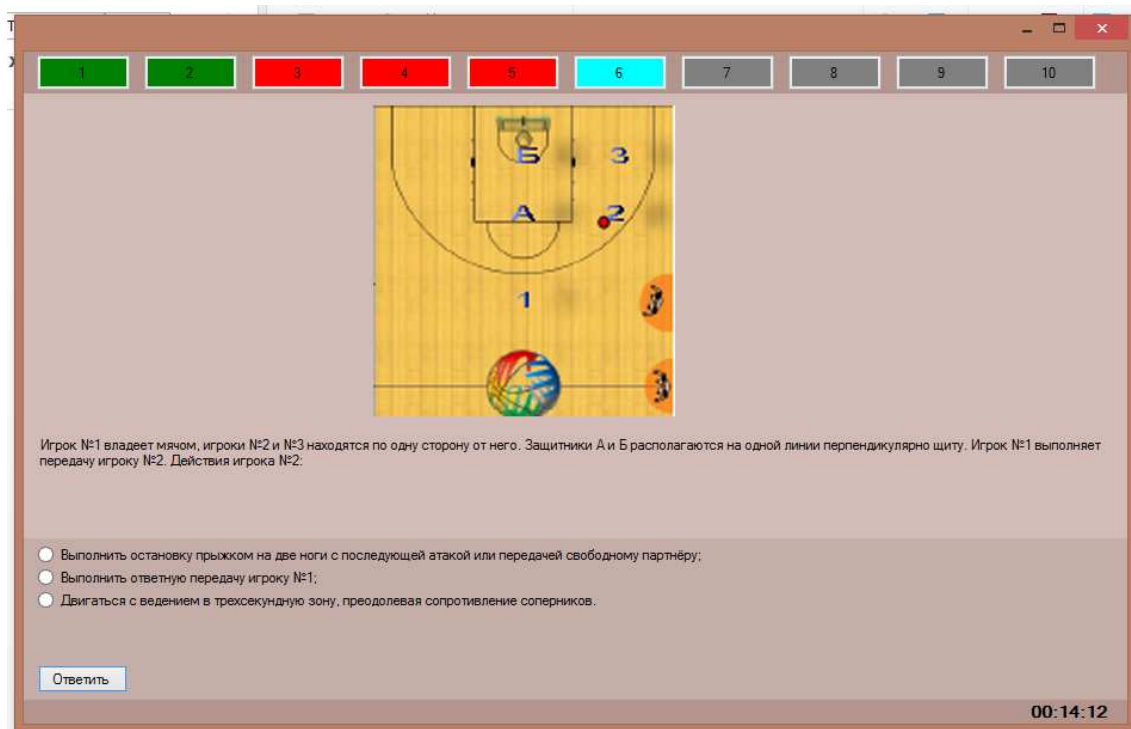 1 2 3 4 5 6 7 8 9 10
Б 3
А 2
1
Игрок №1 владеет мячом, игроки №2 и №3 находятся по одну сторону от него. Защитники А и Б располагаются на одной линии перпендикулярно щиту. Игрок №1 выполняет
передачу игроку №2. Действия игрока №2:
Выполнить остановку прыжком на две ноги с последующей атакой или передачей свободному партнёру;
Выполнить ответную передачу игроку №1;
Двигаться с ведением в трехсекундную зону, преодолевая сопротивление соперников.
Ответить
00:14:12